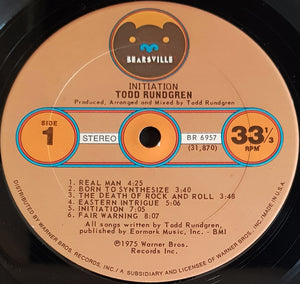 BEARSVILLE
INITIATION
TODD RUNDGREN
Produced, Arranged and Mixed by Todd Rundgren
SIDE
1
STEREO
BR 6957
(31,870)
33 1/3
RPM
1. REAL MAN 4:25
2. BORN TO SYNTHESIZE 3:40
3. THE DEATH OF ROCK AND ROLL 3:48
4. EASTERN INTRIGUE 5:06
5. INITIATION 7:05
6. FAIR WARNING 8:07
All songs written by Todd Rundgren,
published by Earmark Music, Inc. - BMI
©1975 Warner Bros.
Records Inc.
DISTRIBUTED BY WARNER BROS. RECORDS INC. / A SUBSIDIARY AND LICENSEE OF WARNER BROS. INC. / MADE IN U.S.A.